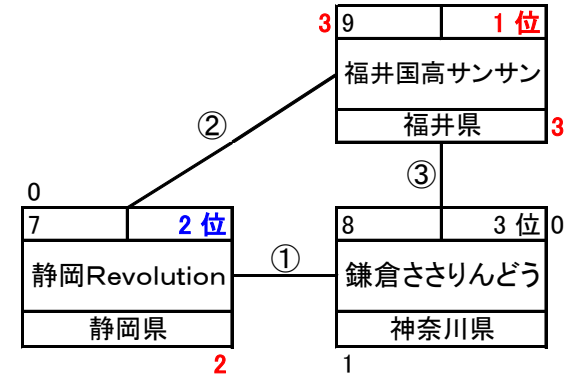 3 9 1 位
福井国高サンサン
福井県 3
②
③
0
7 2 位
8 3 位 0
静岡Revolution
①
鎌倉ささりんどう
静岡県
神奈川県
2
1